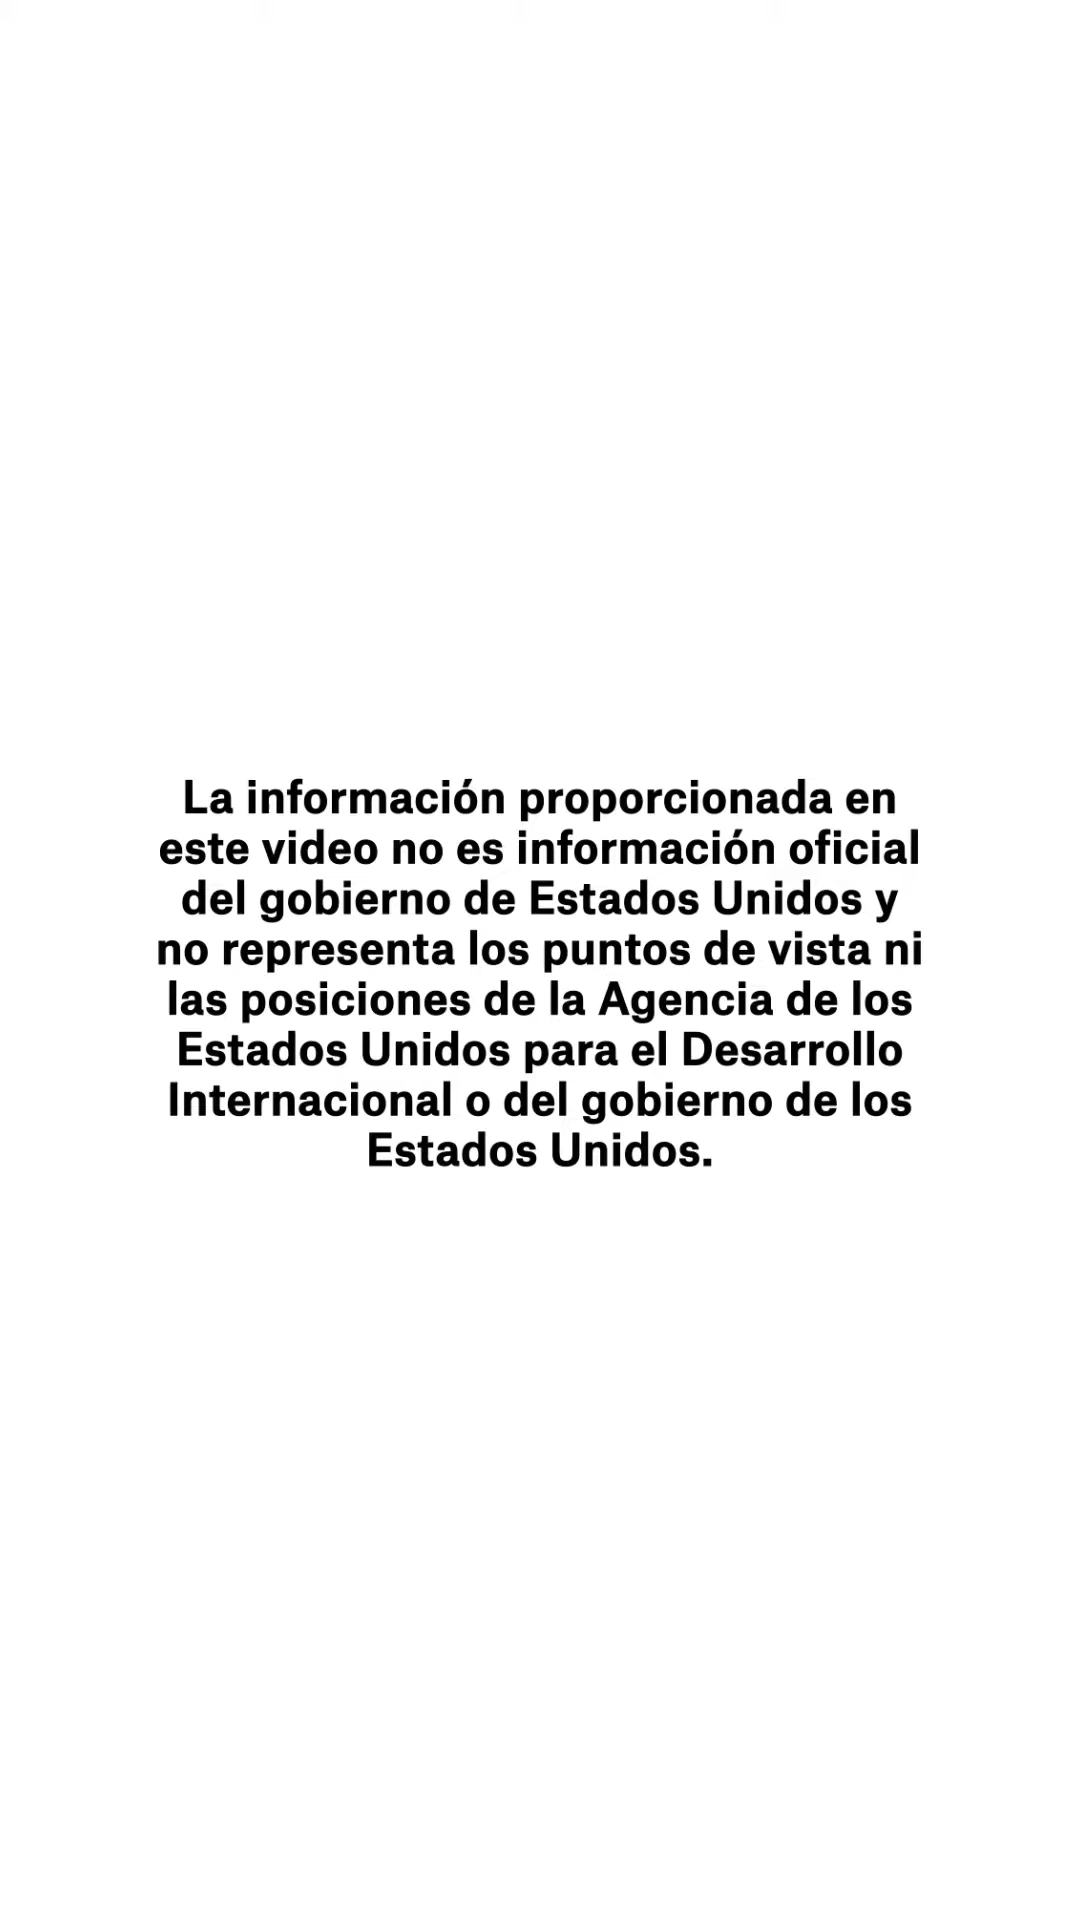 La información proporcionada en
este video no es información oficial
del gobierno de Estados Unidos y
no representa los puntos de vista ni
las posiciones de la Agencia de los
Estados Unidos para el Desarrollo
Internacional o del gobierno de los
Estados Unidos.